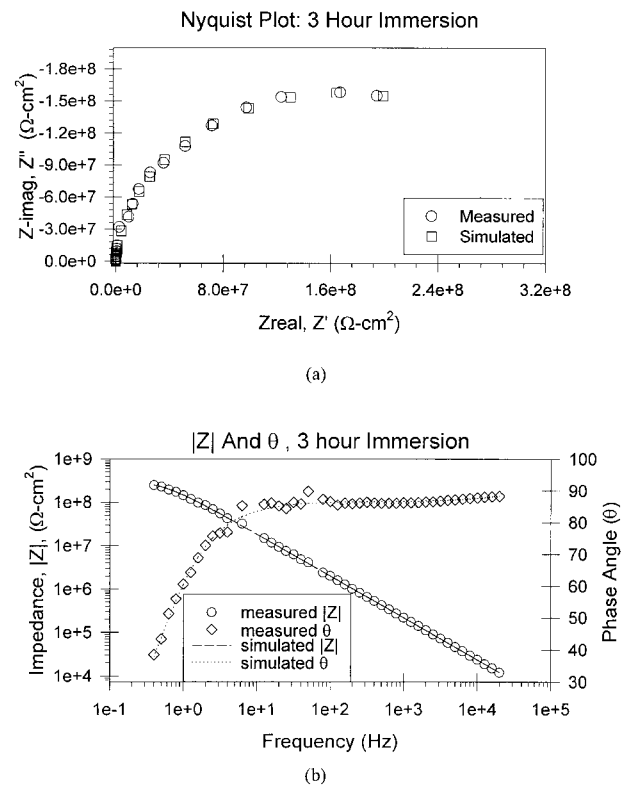 Nyquist Plot: 3 Hour Immersion
-1.8e+8
-1.5e+8
-1.2e+8
-9.0e+7
-6.0e+7
-3.0e+7
0.0e+0
Z-imag, Z" (Ω-cm²)
Measured
Simulated
0.0e+0 8.0e+7 1.6e+8 2.4e+8 3.2e+8
Zreal, Z' (Ω-cm²)
(a)
|Z| And θ , 3 hour Immersion
1e+9
1e+8
1e+7
1e+6
1e+5
1e+4
Impedance, |Z|, (Ω-cm²)
100
90
80
70
60
50
40
30
Phase Angle (θ)
measured |Z|
measured θ
simulated |Z|
simulated θ
1e-1 1e+0 1e+1 1e+2 1e+3 1e+4 1e+5
Frequency (Hz)
(b)